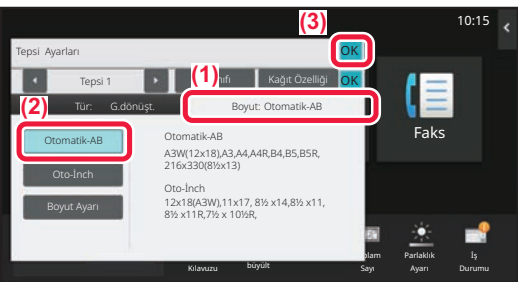 (3)
10:15
Tepsi Ayarları
OK
(1)
Tepsi 1
Kağıt Özelliği
OK
(2)
Tür: G.dönüşt.
Boyut: Otomatik-AB
Otomatik-AB
Otomatik-AB
A3W(12x18),A3,A4,A4R,B4,B5,B5R,
216x330(8½x13)
Faks
Oto-İnch
Oto-İnch
12x18(A3W),11x17, 8½ x14,8½ x11,
8½ x11R,7½ x 10½R,
Boyut Ayarı
Kılavuzu
büyült
Sayı
Parlaklık
Ayarı
İş
Durumu